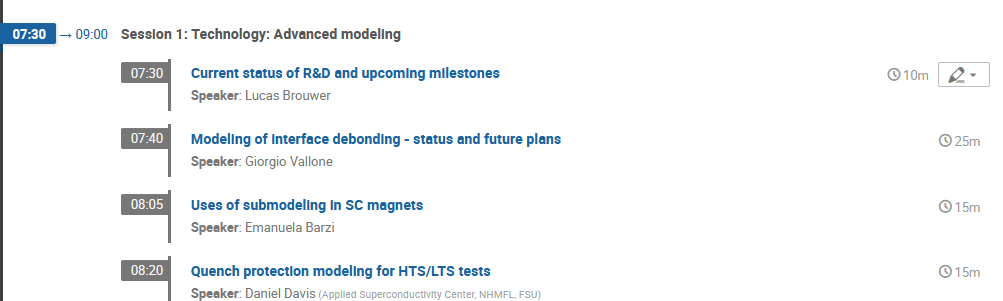 07:30 → 09:00 Session 1: Technology: Advanced modeling
07:30 Current status of R&D and upcoming milestones 10m
Speaker: Lucas Brouwer
07:40 Modeling of interface debonding - status and future plans 25m
Speaker: Giorgio Vallone
08:05 Uses of submodeling in SC magnets 15m
Speaker: Emanuela Barzi
08:20 Quench protection modeling for HTS/LTS tests 15m
Speaker: Daniel Davis (Applied Superconductivity Center, NHMFL, FSU)